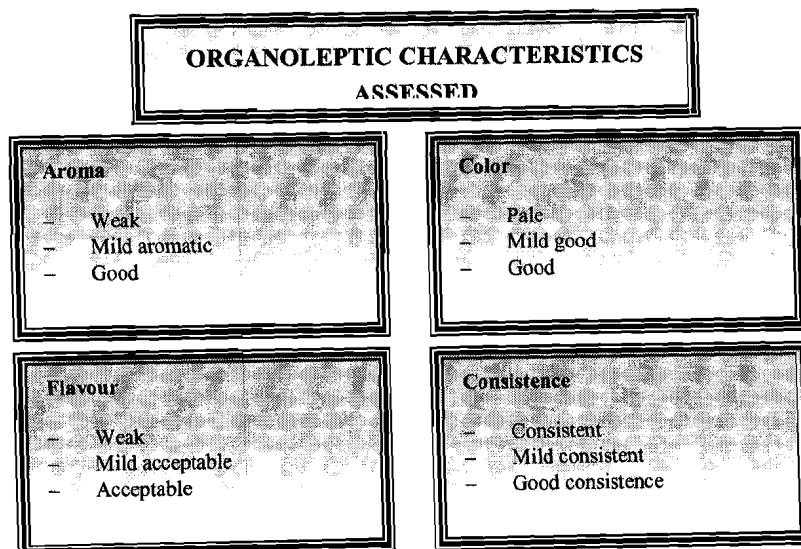 ORGANOLEPTIC CHARACTERISTICS
ASSESSED
Aroma
– Weak
– Mild aromatic
– Good
Color
– Pale
– Mild good
– Good
Flavour
– Weak
– Mild acceptable
– Acceptable
Consistence
– Consistent
– Mild consistent
– Good consistence